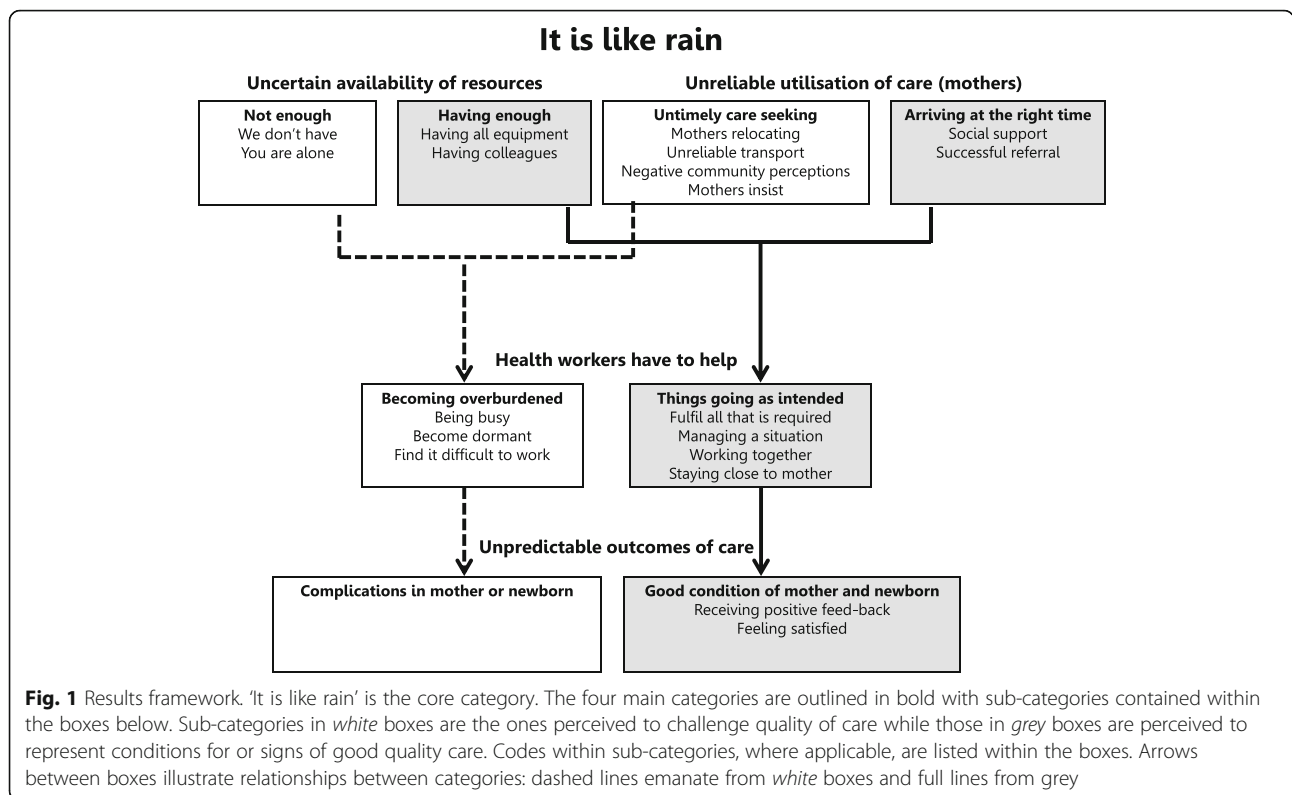 It is like rain
Uncertain availability of resources
Unreliable utilisation of care (mothers)
Not enough
We don't have
You are alone
Having enough
Having all equipment
Having colleagues
Untimely care seeking
Mothers relocating
Unreliable transport
Negative community perceptions
Mothers insist
Arriving at the right time
Social support
Successful referral
Health workers have to help
Becoming overburdened
Being busy
Become dormant
Find it difficult to work
Things going as intended
Fulfil all that is required
Managing a situation
Working together
Staying close to mother
Unpredictable outcomes of care
Complications in mother or newborn
Good condition of mother and newborn
Receiving positive feed-back
Feeling satisfied
Fig. 1 Results framework. ‘It is like rain’ is the core category. The four main categories are outlined in bold with sub-categories contained within
the boxes below. Sub-categories in white boxes are the ones perceived to challenge quality of care while those in grey boxes are perceived to
represent conditions for or signs of good quality care. Codes within sub-categories, where applicable, are listed within the boxes. Arrows
between boxes illustrate relationships between categories: dashed lines emanate from white boxes and full lines from grey